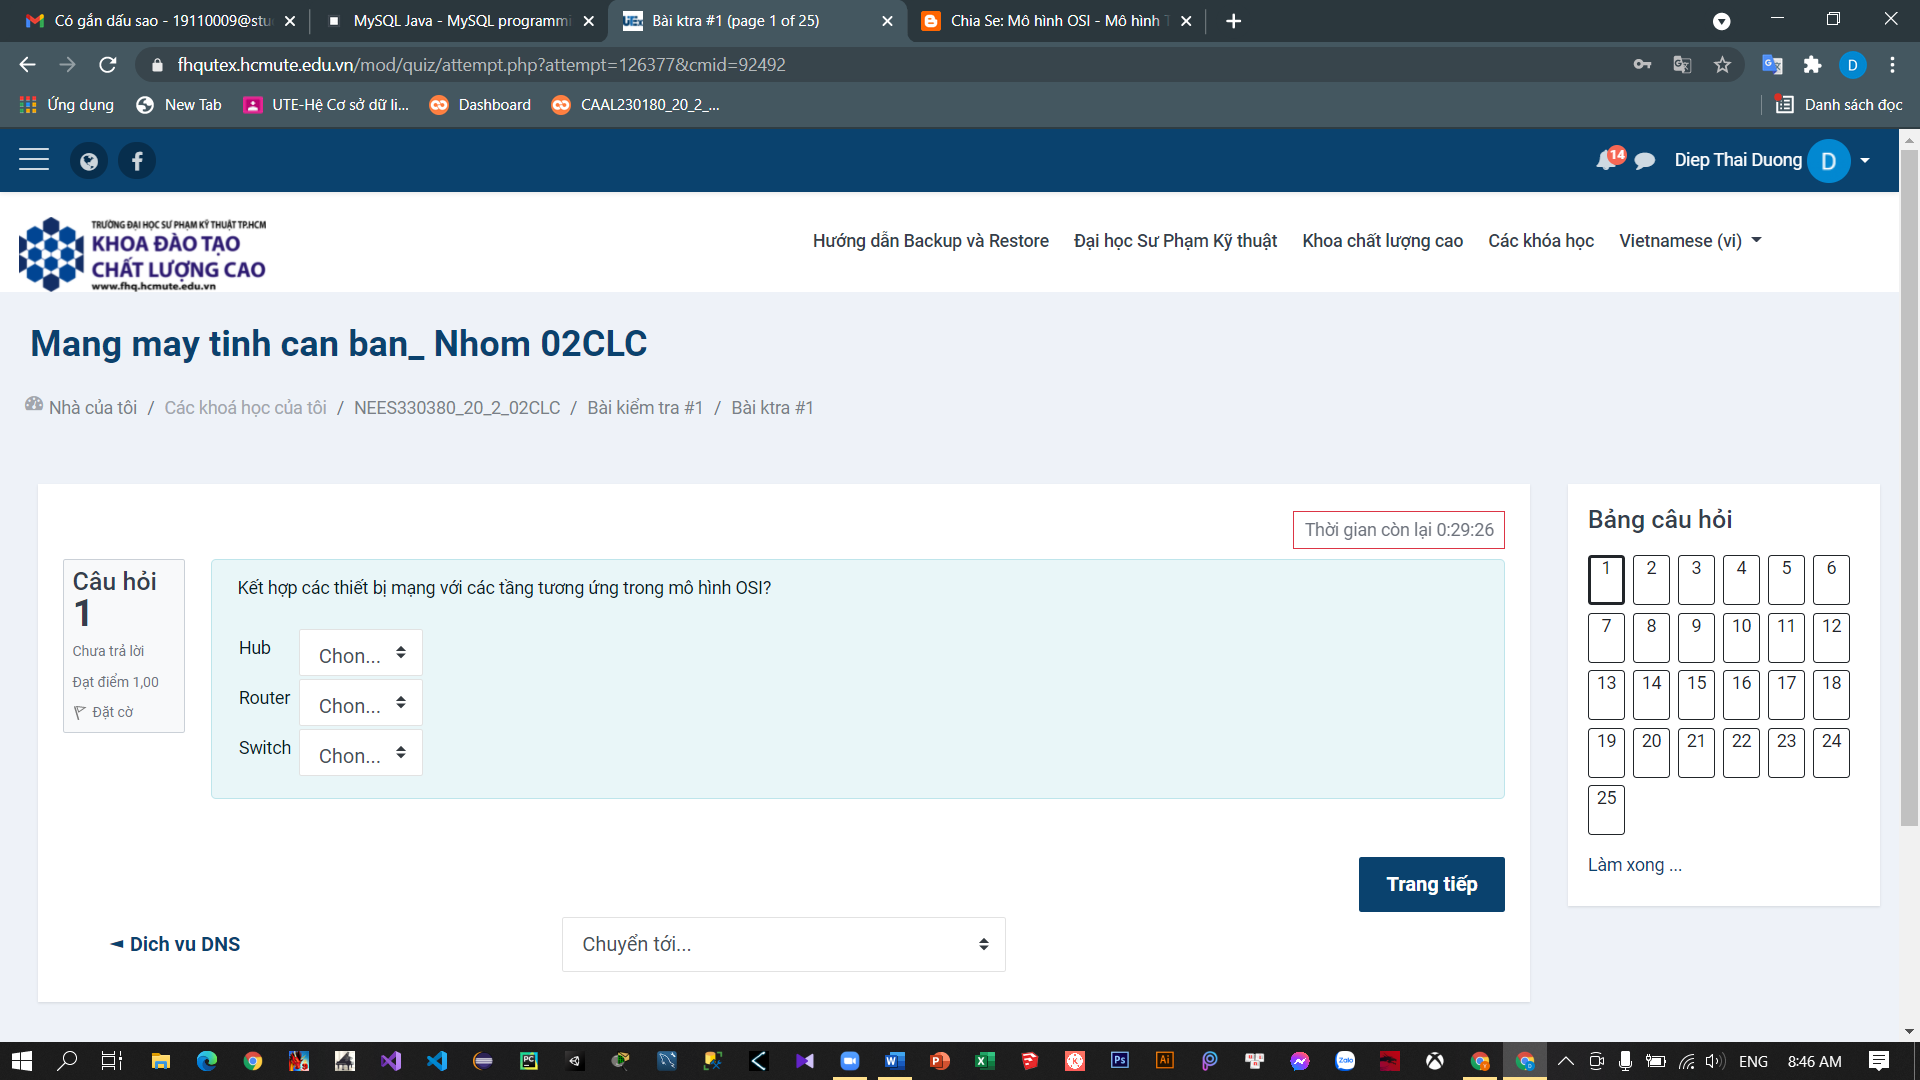 Có gắn dấu sao - 19110009@stu
MySQL Java - MySQL programmi
Bài ktra #1 (page 1 of 25)
Chia Se: Mô hình OSI - Mô hình T
fhqutex.hcmute.edu.vn/mod/quiz/attempt.php?attempt=126377&cmid=92492
D
Ứng dụng
New Tab
UTE-Hệ Cơ sở dữ li...
Dashboard
CAAL230180_20_2_...
Danh sách đọc
14
Diep Thai Duong
D
TRƯỜNG ĐẠI HỌC SƯ PHẠM KỸ THUẬT TP.HCM
KHOA ĐÀO TẠO
CHẤT LƯỢNG CAO
www.fhq.hcmute.edu.vn
Hướng dẫn Backup và Restore
Đại học Sư Phạm Kỹ thuật
Khoa chất lượng cao
Các khóa học
Vietnamese (vi)
Mang may tinh can ban_ Nhom 02CLC
Nhà của tôi / Các khoá học của tôi / NEES330380_20_2_02CLC / Bài kiểm tra #1 / Bài ktra #1
Thời gian còn lại 0:29:26
Câu hỏi
1
Chưa trả lời
Đạt điểm 1,00
Đặt cờ
Kết hợp các thiết bị mạng với các tầng tương ứng trong mô hình OSI?
Hub Chon...
Router Chon...
Switch Chon...
Trang tiếp
◄ Dich vu DNS
Chuyển tới...
Bảng câu hỏi
1 2 3 4 5 6
7 8 9 10 11 12
13 14 15 16 17 18
19 20 21 22 23 24
25
Làm xong ...
ENG
8:46 AM